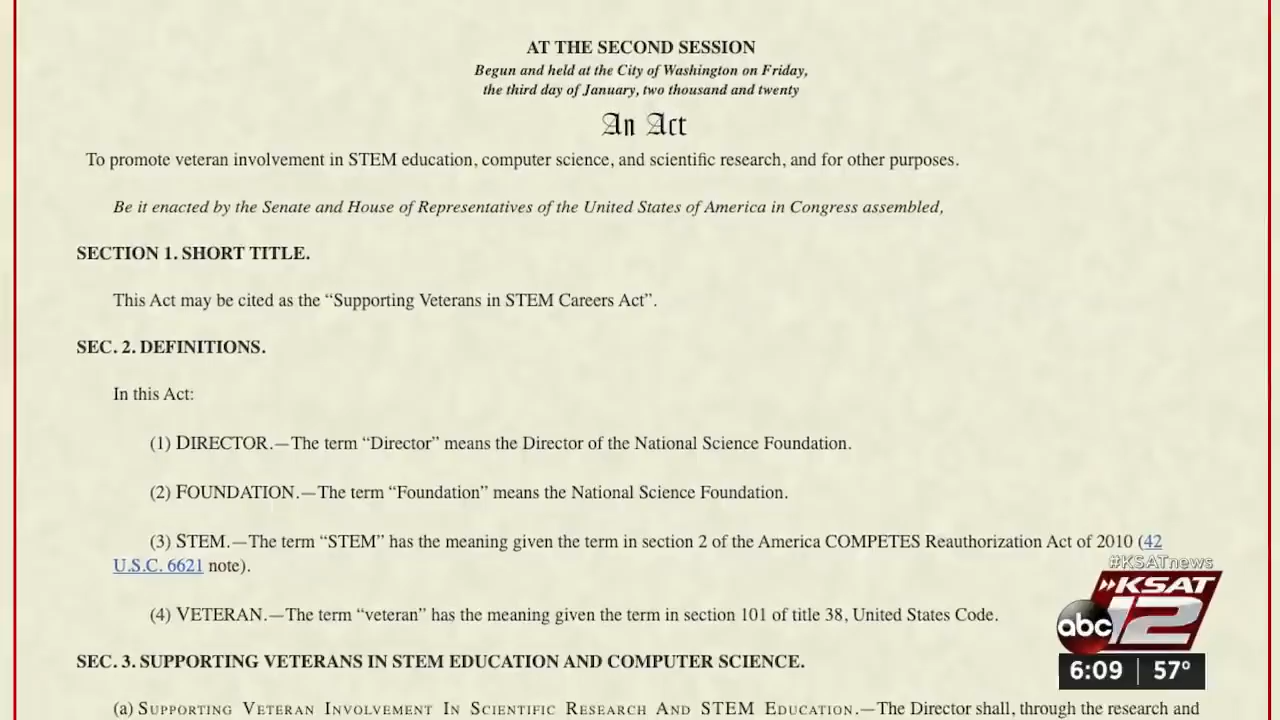 AT THE SECOND SESSION
Begun and held at the City of Washington on Friday,
the third day of January, two thousand and twenty
An Act
To promote veteran involvement in STEM education, computer science, and scientific research, and for other purposes.
Be it enacted by the Senate and House of Representatives of the United States of America in Congress assembled,
SECTION 1. SHORT TITLE.
This Act may be cited as the “Supporting Veterans in STEM Careers Act”.
SEC. 2. DEFINITIONS.
In this Act:
(1) DIRECTOR.—The term “Director” means the Director of the National Science Foundation.
(2) FOUNDATION.—The term “Foundation” means the National Science Foundation.
(3) STEM.—The term “STEM” has the meaning given the term in section 2 of the America COMPETES Reauthorization Act of 2010 (42
U.S.C. 6621 note).
(4) VETERAN.—The term “veteran” has the meaning given the term in section 101 of title 38, United States Code.
SEC. 3. SUPPORTING VETERANS IN STEM EDUCATION AND COMPUTER SCIENCE.
(a) SUPPORTING VETERAN INVOLVEMENT IN SCIENTIFIC RESEARCH AND STEM EDUCATION.—The Director shall, through the research and
#KSATnews
KSAT
abc 12
6:09 57°